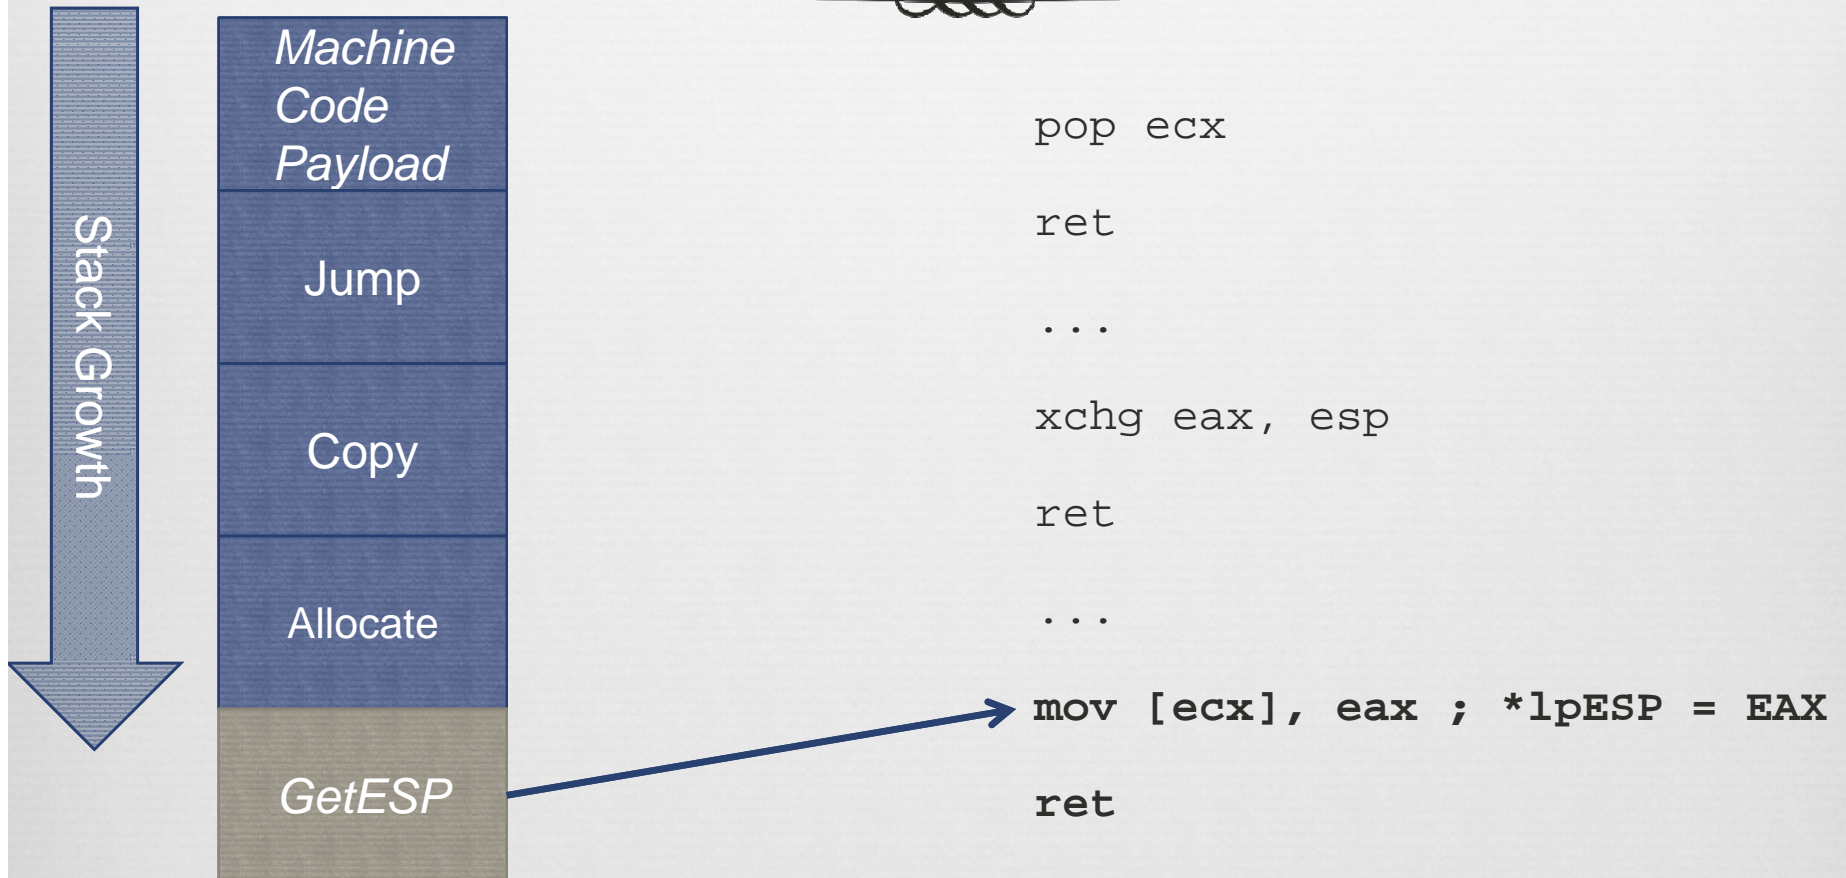 Stack Growth
Machine
Code
Payload
Jump
Copy
Allocate
GetESP
pop ecx
ret
...
xchg eax, esp
ret
...
mov [ecx], eax ; *lpESP = EAX
ret